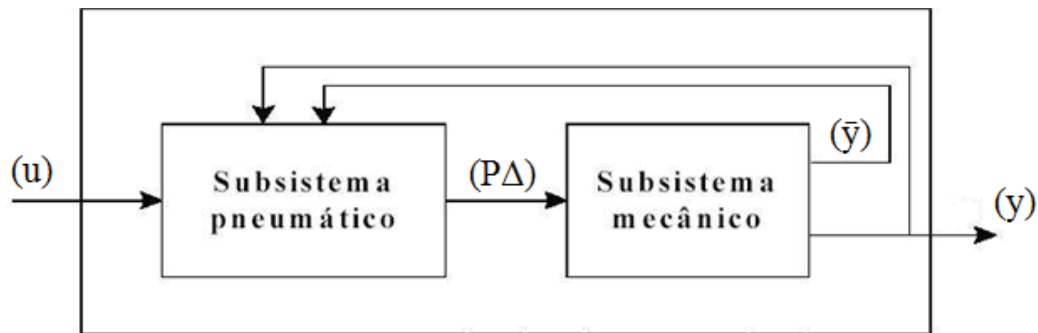 (u)
Subsistema
pneumático
(PΔ)
Subsistema
mecânico
(ȳ)
(y)